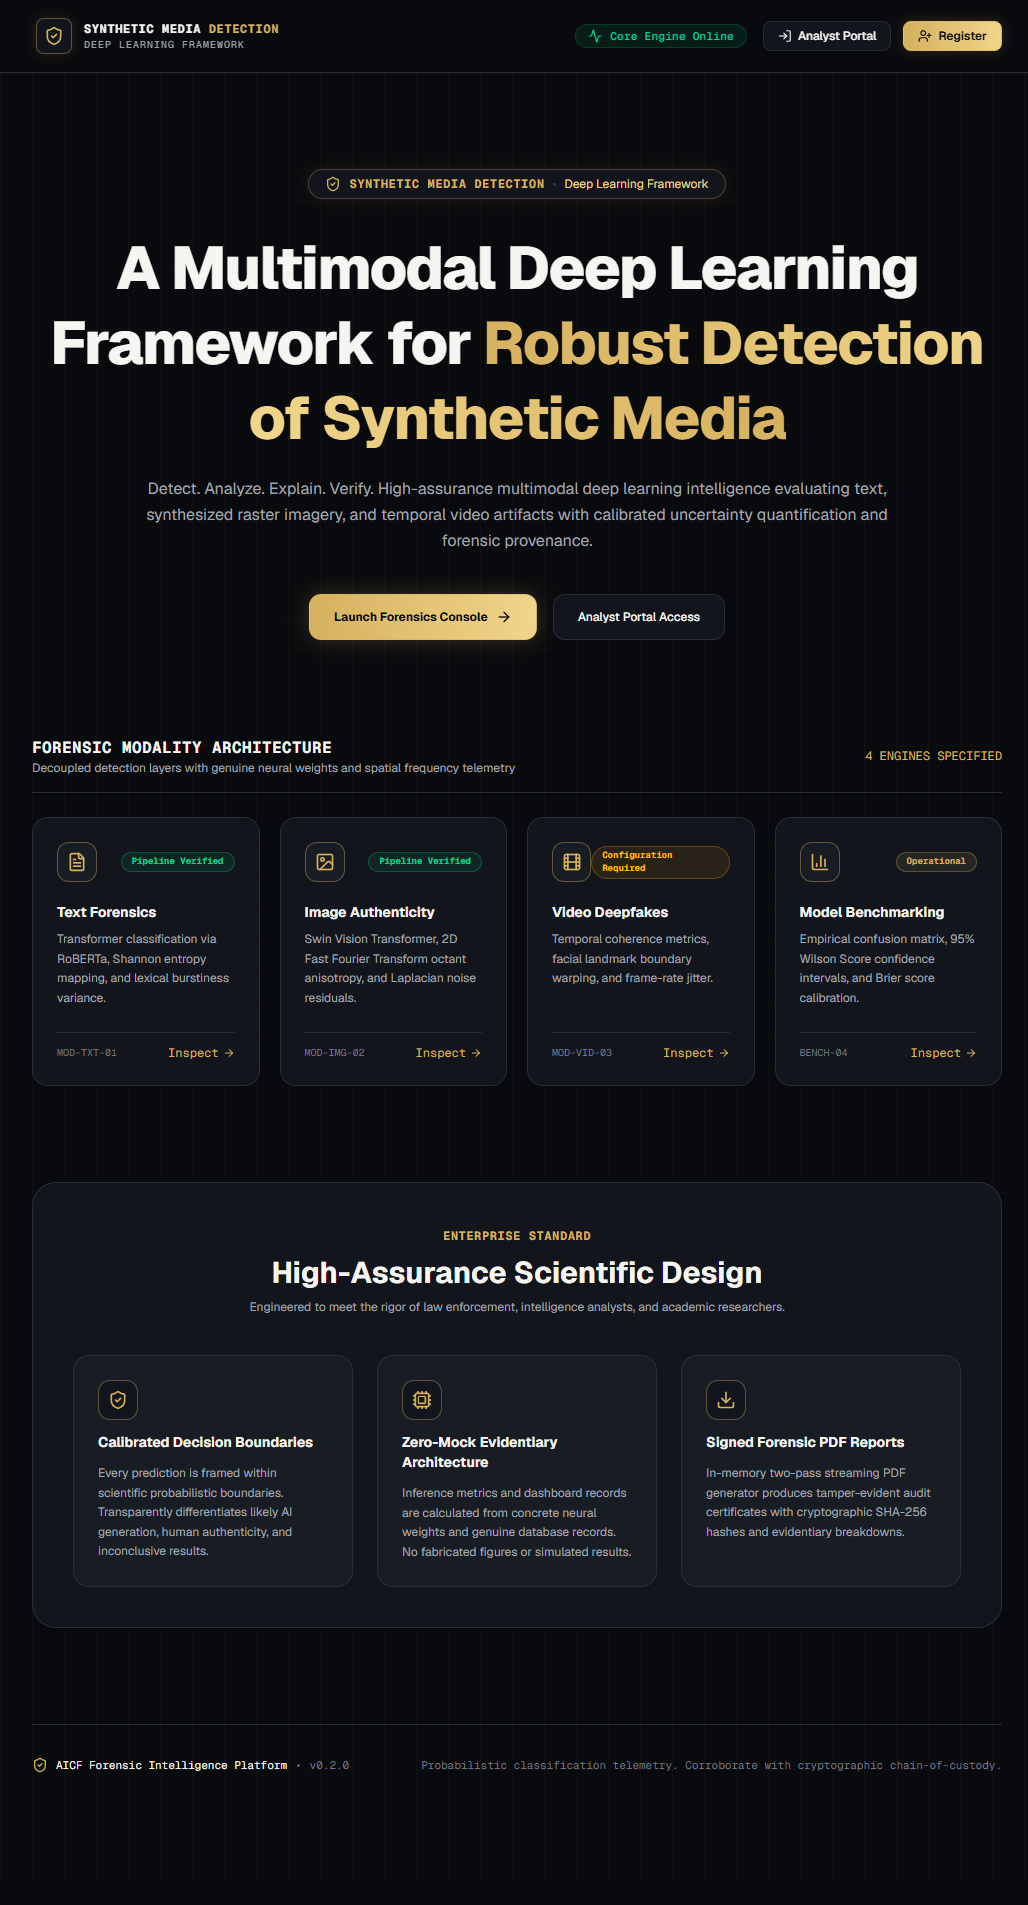 SYNTHETIC MEDIA DETECTION
DEEP LEARNING FRAMEWORK
Core Engine Online
Analyst Portal
Register
SYNTHETIC MEDIA DETECTION · Deep Learning Framework
A Multimodal Deep Learning
Framework for Robust Detection
of Synthetic Media
Detect. Analyze. Explain. Verify. High-assurance multimodal deep learning intelligence evaluating text,
synthesized raster imagery, and temporal video artifacts with calibrated uncertainty quantification and
forensic provenance.
Launch Forensics Console →
Analyst Portal Access
FORENSIC MODALITY ARCHITECTURE
Decoupled detection layers with genuine neural weights and spatial frequency telemetry
4 ENGINES SPECIFIED
Pipeline Verified
Text Forensics
Transformer classification via
RoBERTa, Shannon entropy
mapping, and lexical burstiness
variance.
MOD-TXT-01
Inspect →
Pipeline Verified
Image Authenticity
Swin Vision Transformer, 2D
Fast Fourier Transform octant
anisotropy, and Laplacian noise
residuals.
MOD-IMG-02
Inspect →
Configuration
Required
Video Deepfakes
Temporal coherence metrics,
facial landmark boundary
warping, and frame-rate jitter.
MOD-VID-03
Inspect →
Operational
Model Benchmarking
Empirical confusion matrix, 95%
Wilson Score confidence
intervals, and Brier score
calibration.
BENCH-04
Inspect →
ENTERPRISE STANDARD
High-Assurance Scientific Design
Engineered to meet the rigor of law enforcement, intelligence analysts, and academic researchers.
Calibrated Decision Boundaries
Every prediction is framed within
scientific probabilistic boundaries.
Transparently differentiates likely AI
generation, human authenticity, and
inconclusive results.
Zero-Mock Evidentiary
Architecture
Inference metrics and dashboard records
are calculated from concrete neural
weights and genuine database records.
No fabricated figures or simulated results.
Signed Forensic PDF Reports
In-memory two-pass streaming PDF
generator produces tamper-evident audit
certificates with cryptographic SHA-256
hashes and evidentiary breakdowns.
AICF Forensic Intelligence Platform • v0.2.0
Probabilistic classification telemetry. Corroborate with cryptographic chain-of-custody.